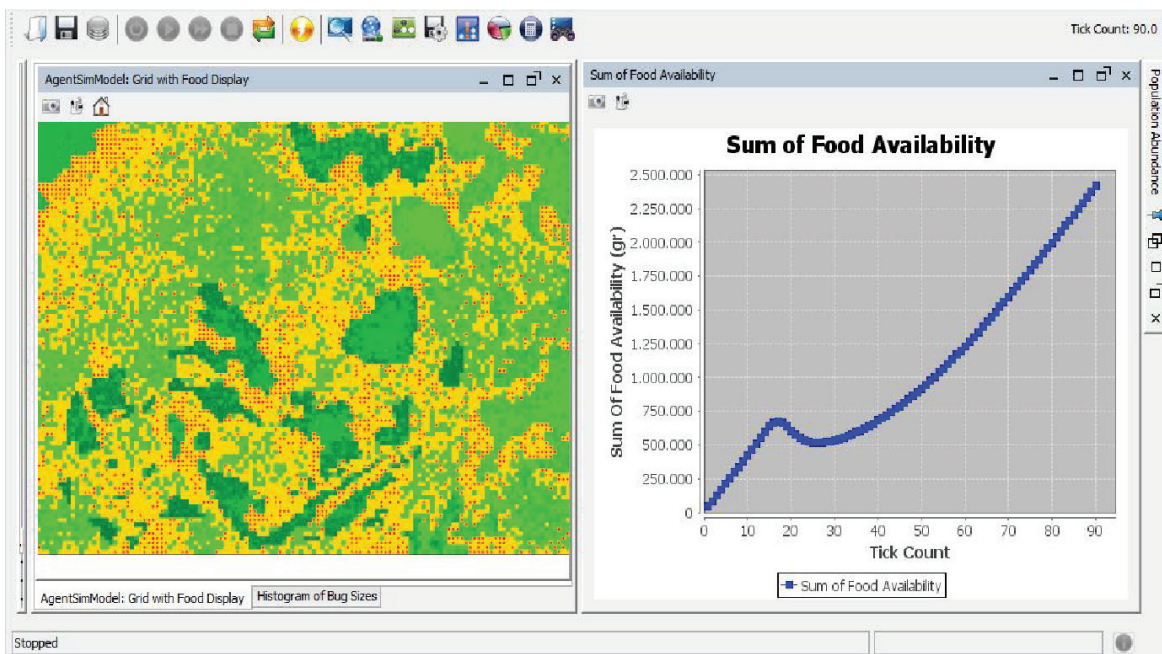 Tick Count: 90.0
AgentSimModel: Grid with Food Display
Sum of Food Availability
Population Abundance
Sum of Food Availability
Sum Of Food Availability (gr)
2.500.000
2.250.000
2.000.000
1.750.000
1.500.000
1.250.000
1.000.000
750.000
500.000
250.000
0
0 10 20 30 40 50 60 70 80 90
Tick Count
Sum of Food Availability
AgentSimModel: Grid with Food Display
Histogram of Bug Sizes
Stopped